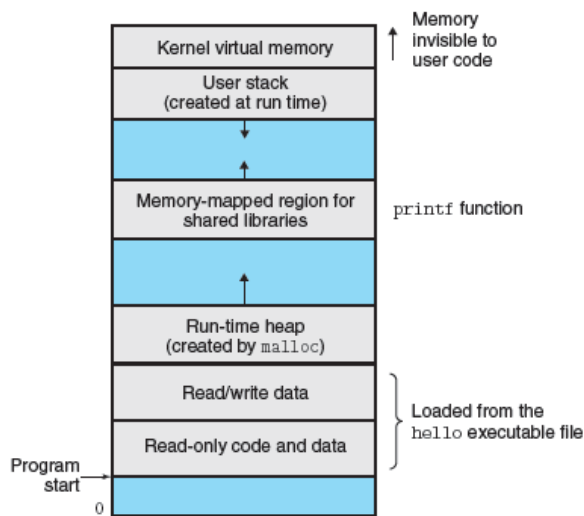 Kernel virtual memory
Memory
invisible to
user code
User stack
(created at run time)
Memory-mapped region for
shared libraries
printf function
Run-time heap
(created by malloc)
Read/write data
Loaded from the
hello executable file
Read-only code and data
Program
start
0